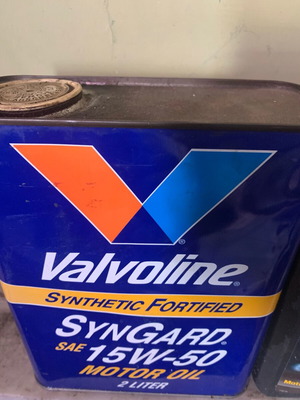 Valvoline®
SYNTHETIC FORTIFIED
SYNGARD®
SAE 15W-50
MOTOR OIL
2 LITER